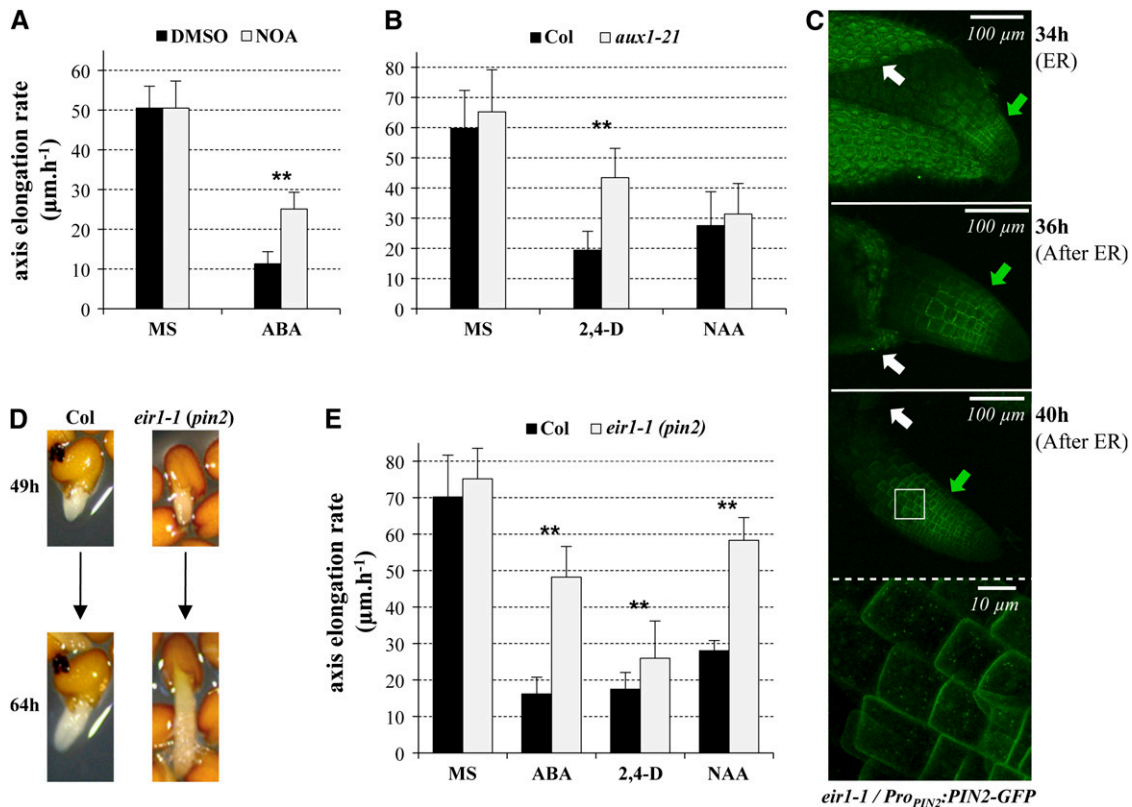 A
DMSO NOA
axis elongation rate
(µm.h⁻¹)
60
50
40
30
20
10
0
**
MS ABA
B
Col aux1-21
80
70
60
50
40
30
20
10
0
**
MS 2,4-D NAA
C
100 µm
34h
(ER)
100 µm
36h
(After ER)
100 µm
40h
(After ER)
10 µm
eir1-1 / ProPIN2:PIN2-GFP
D
Col eir1-1 (pin2)
49h
64h
E
Col eir1-1 (pin2)
axis elongation rate
(µm.h⁻¹)
80
70
60
50
40
30
20
10
0
**
**
**
MS ABA 2,4-D NAA